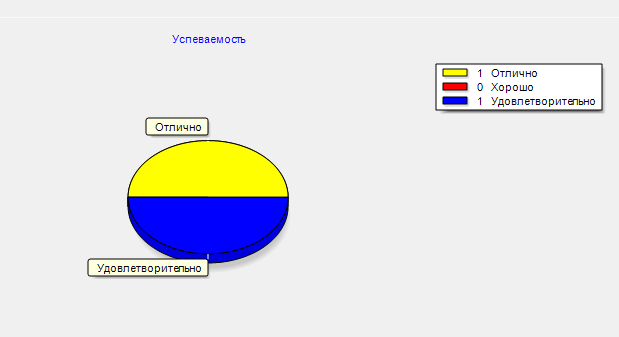 Успеваемость
1 Отлично
0 Хорошо
1 Удовлетворительно
Отлично
Удовлетворительно